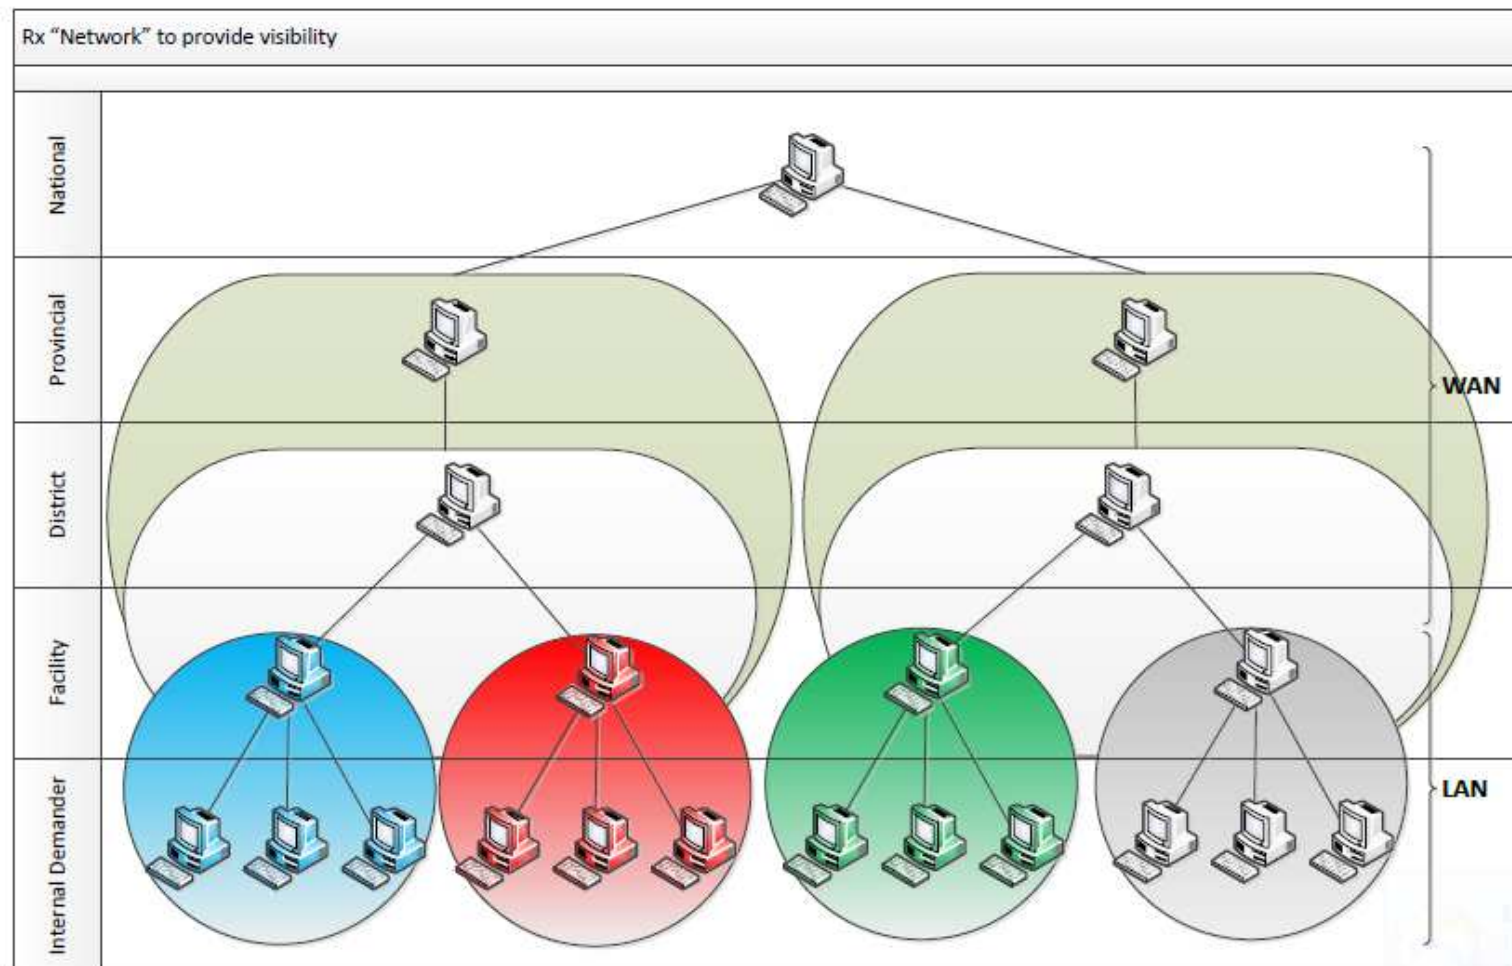 Rx “Network” to provide visibility
National
Provincial
WAN
District
Facility
LAN
Internal Demander